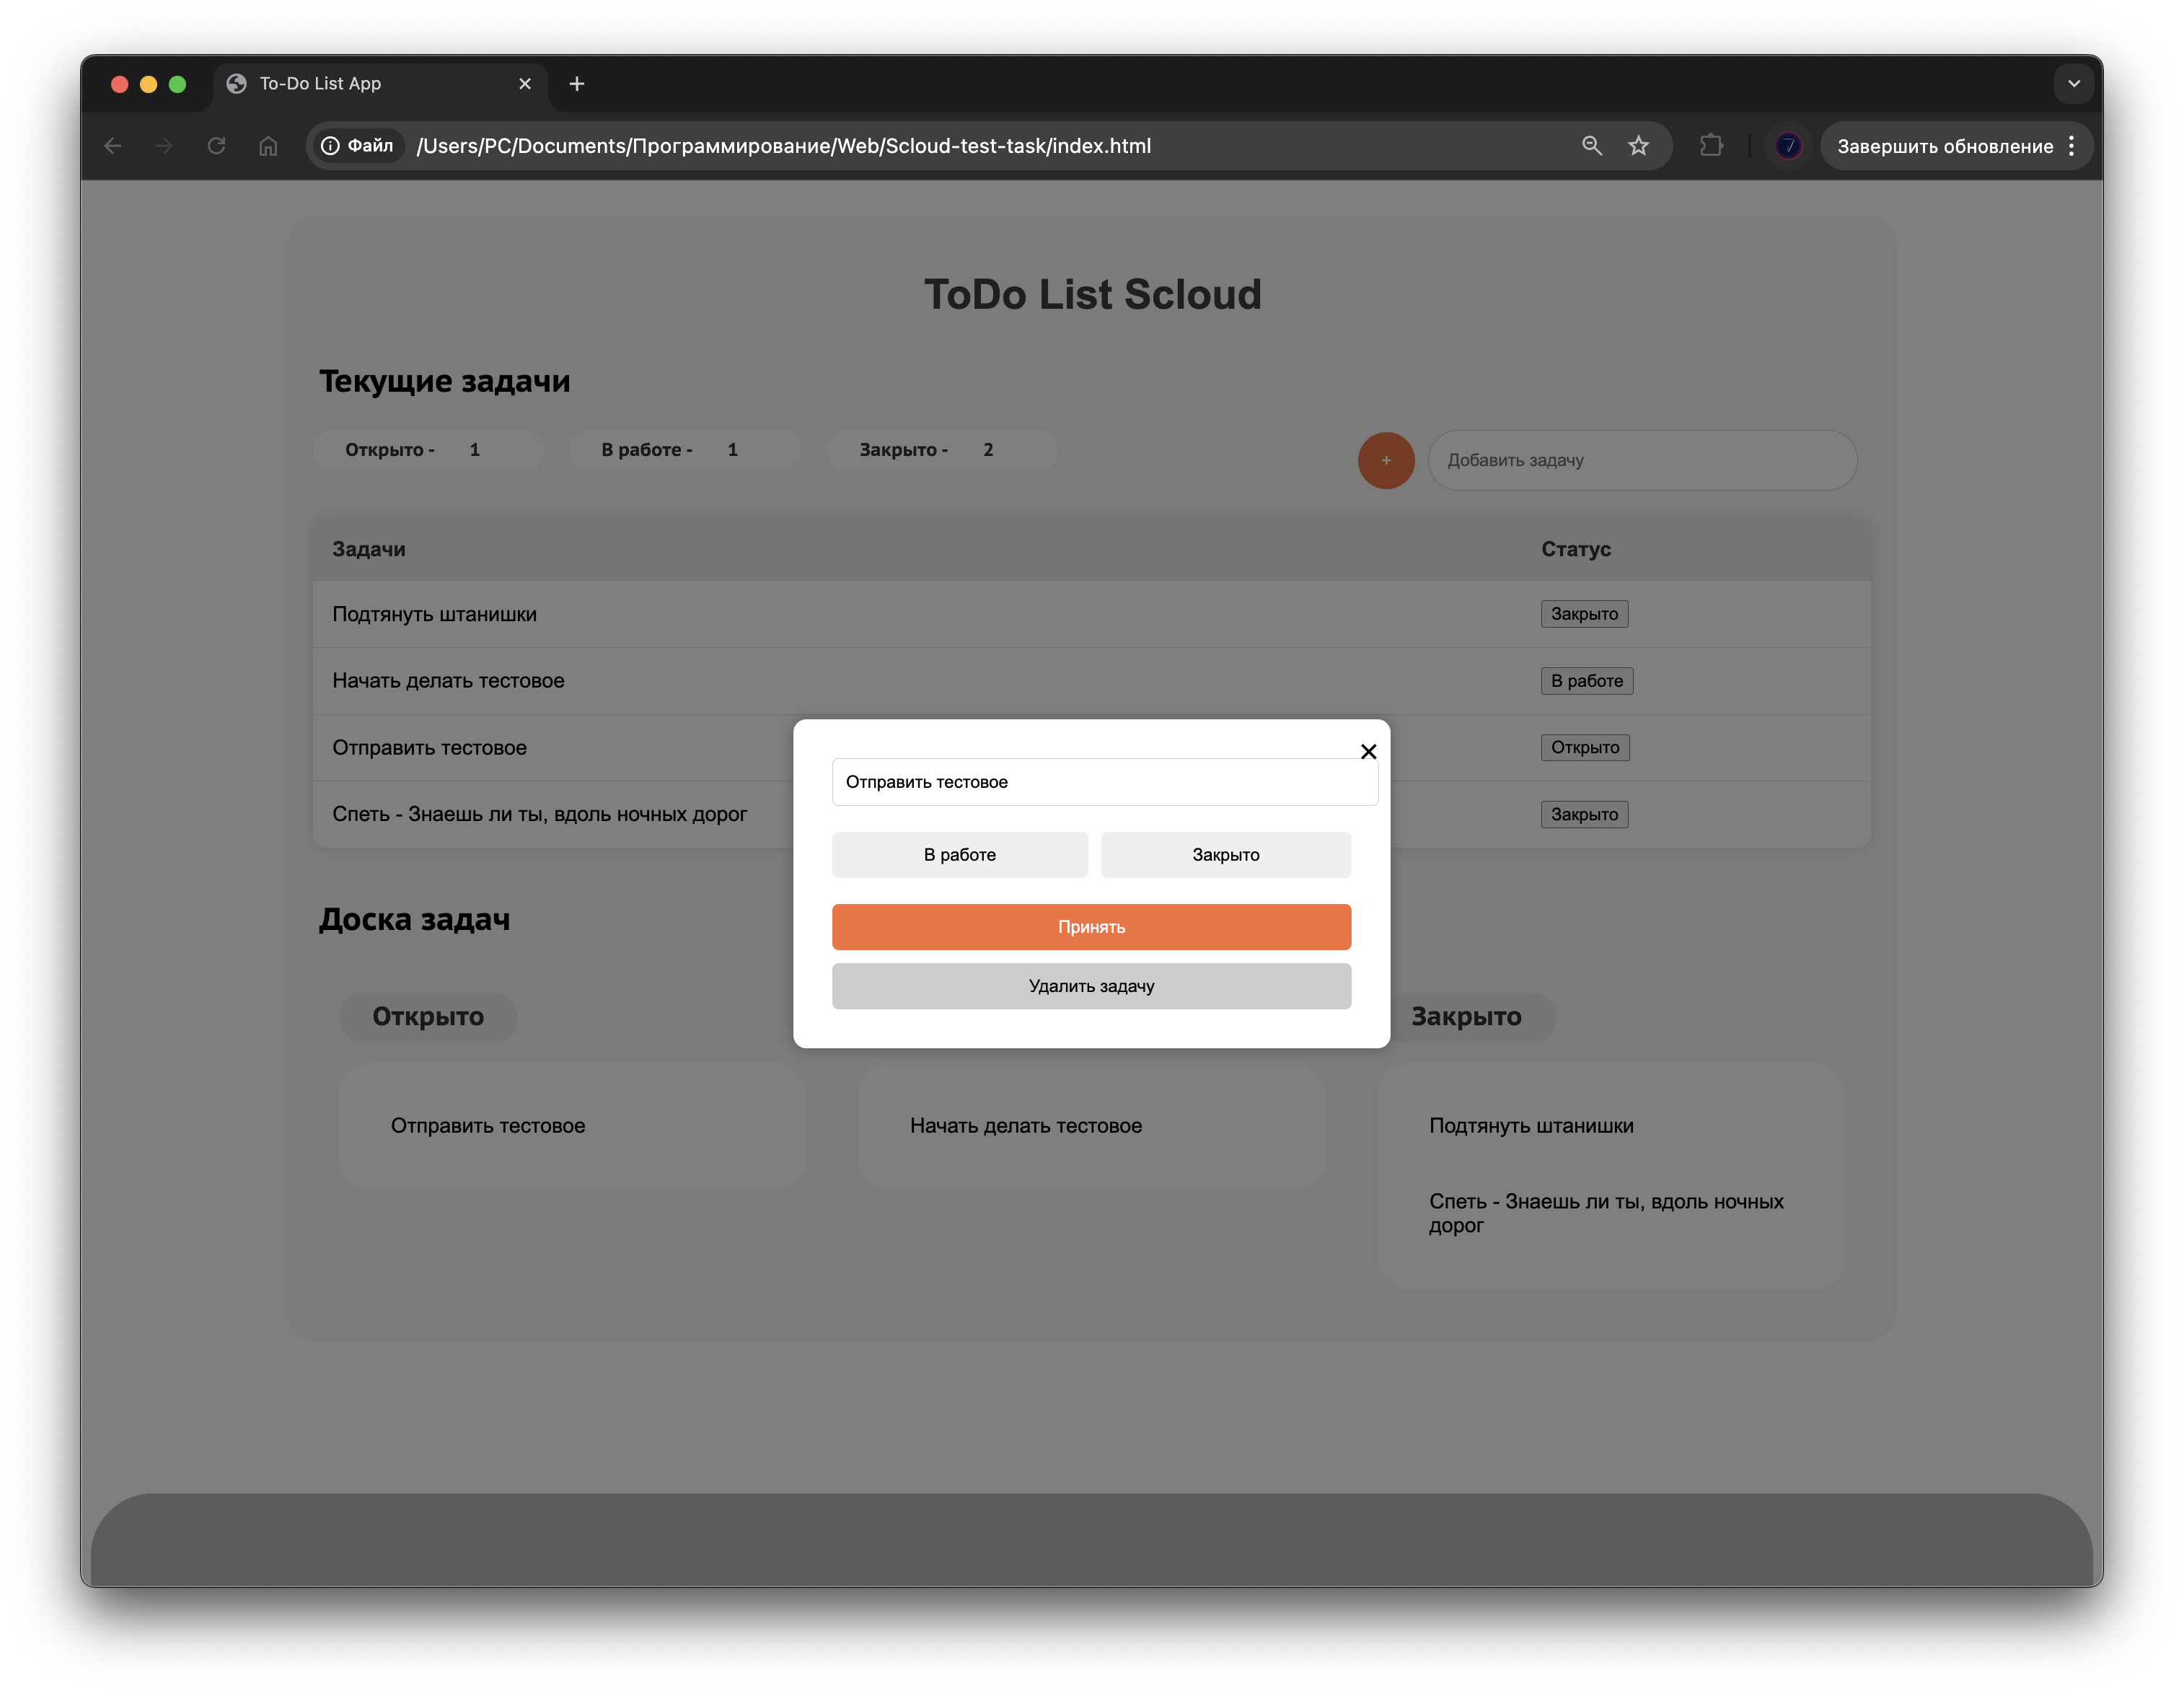 To-Do List App
Файл /Users/PC/Documents/Программирование/Web/Scloud-test-task/index.html
Завершить обновление
ToDo List Scloud
Текущие задачи
Открыто - 1
В работе - 1
Закрыто - 2
+
Добавить задачу
Задачи Статус
Подтянуть штанишки Закрыто
Начать делать тестовое В работе
Отправить тестовое Открыто
Спеть - Знаешь ли ты, вдоль ночных дорог Закрыто
Отправить тестовое
В работе Закрыто
Принять
Удалить задачу
Доска задач
Открыто
Отправить тестовое
Начать делать тестовое
Закрыто
Подтянуть штанишки
Спеть - Знаешь ли ты, вдоль ночных
дорог